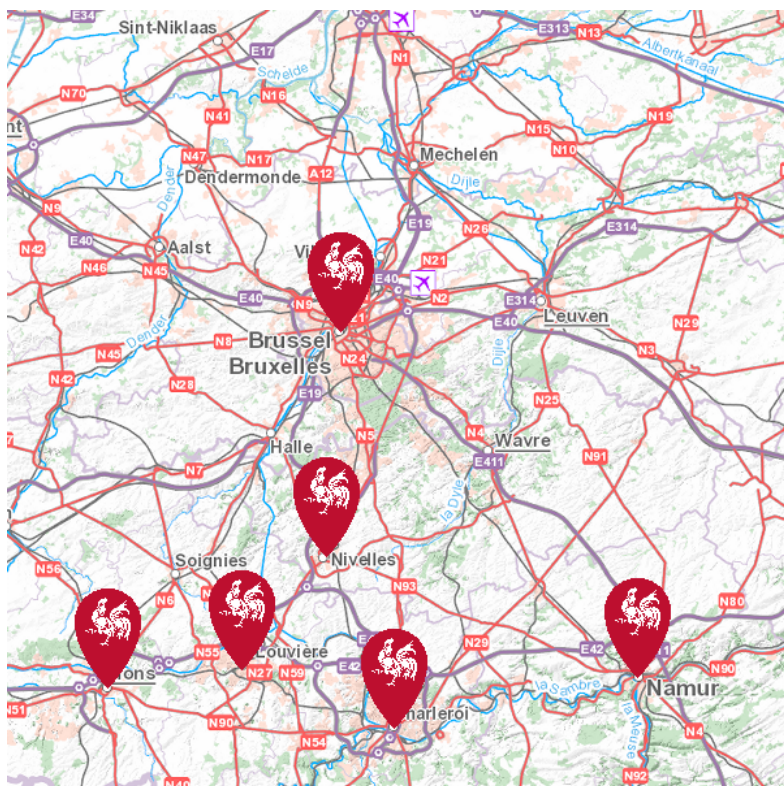 E34
Sint-Niklaas
E17
N1
E313
N13
Albertkanaal
Schelde
N70
N16
N41
N19
N15
N47
N17
N10
Mechelen
Dendermonde
A12
Dijle
Dender
N9
E19
N26
E314
N42
E40
Aalst
N21
N46
N45
E40
N2
E40
N9
E314
Leuven
E40
N29
Dender
N8
Brussel
Bruxelles
N24
Dijle
N3
N45
N42
N28
E19
N25
N5
N4
Halle
Wavre
N91
E411
N7
la Dyle
Nivelles
N56
Soignies
N93
N6
N80
N55
Louvière
N29
E42
N27
N59
E42
N90
la Sambre
Namur
N51
N90
N54
la Meuse
N4
N92